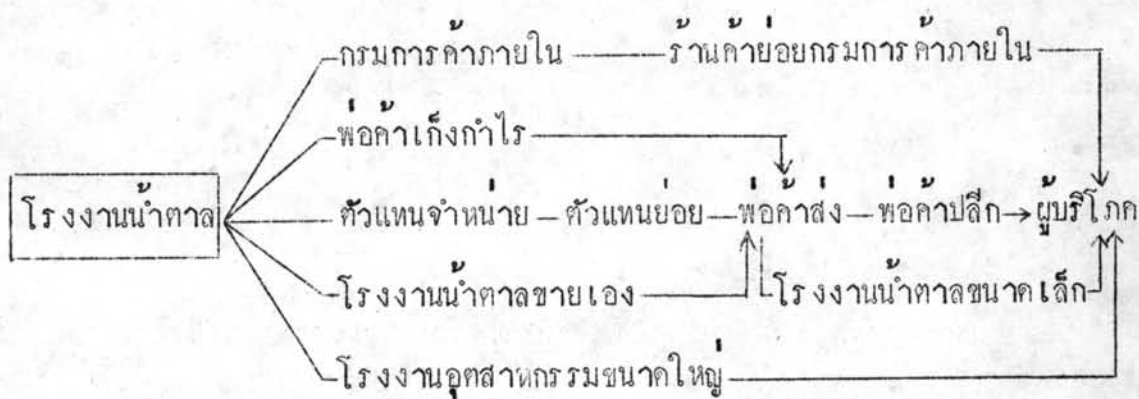 กรมการค้าภายใน ร้านค้าย่อยกรมการค้าภายใน
พ่อค้าเก็งกำไร
โรงงานน้ำตาล ตัวแทนจำหน่าย ตัวแทนย่อย พ่อค้าส่ง พ่อค้าปลีก ผู้บริโภค
โรงงานน้ำตาลขายเอง โรงงานน้ำตาลขนาดเล็ก
โรงงานอุตสาหกรรมขนาดใหญ่